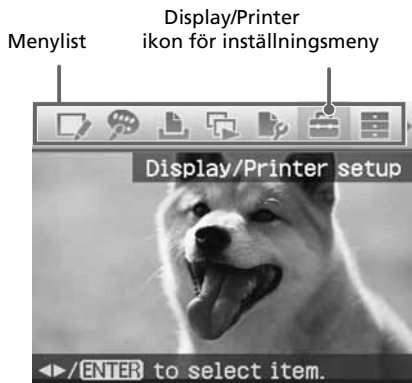 Display/Printer
Menylist ikon för inställningsmeny
Display/Printer setup
◄►/ENTER to select item.